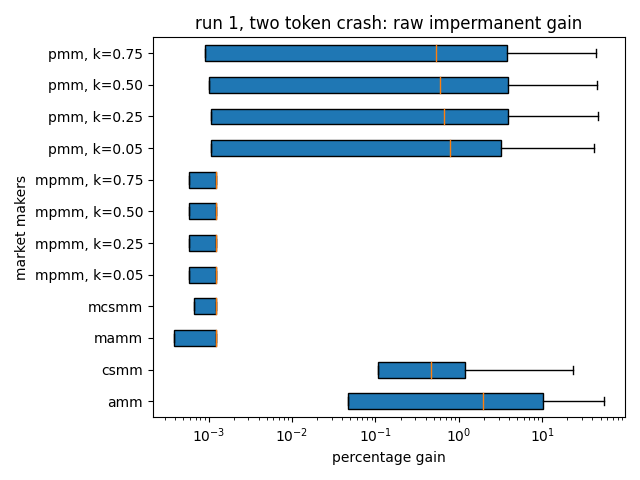 run 1, two token crash: raw impermanent gain
pmm, k=0.75
pmm, k=0.50
pmm, k=0.25
pmm, k=0.05
mpmm, k=0.75
mpmm, k=0.50
mpmm, k=0.25
mpmm, k=0.05
mcsmm
mamm
csmm
amm
market makers
10⁻³ 10⁻² 10⁻¹ 10⁰ 10¹
percentage gain